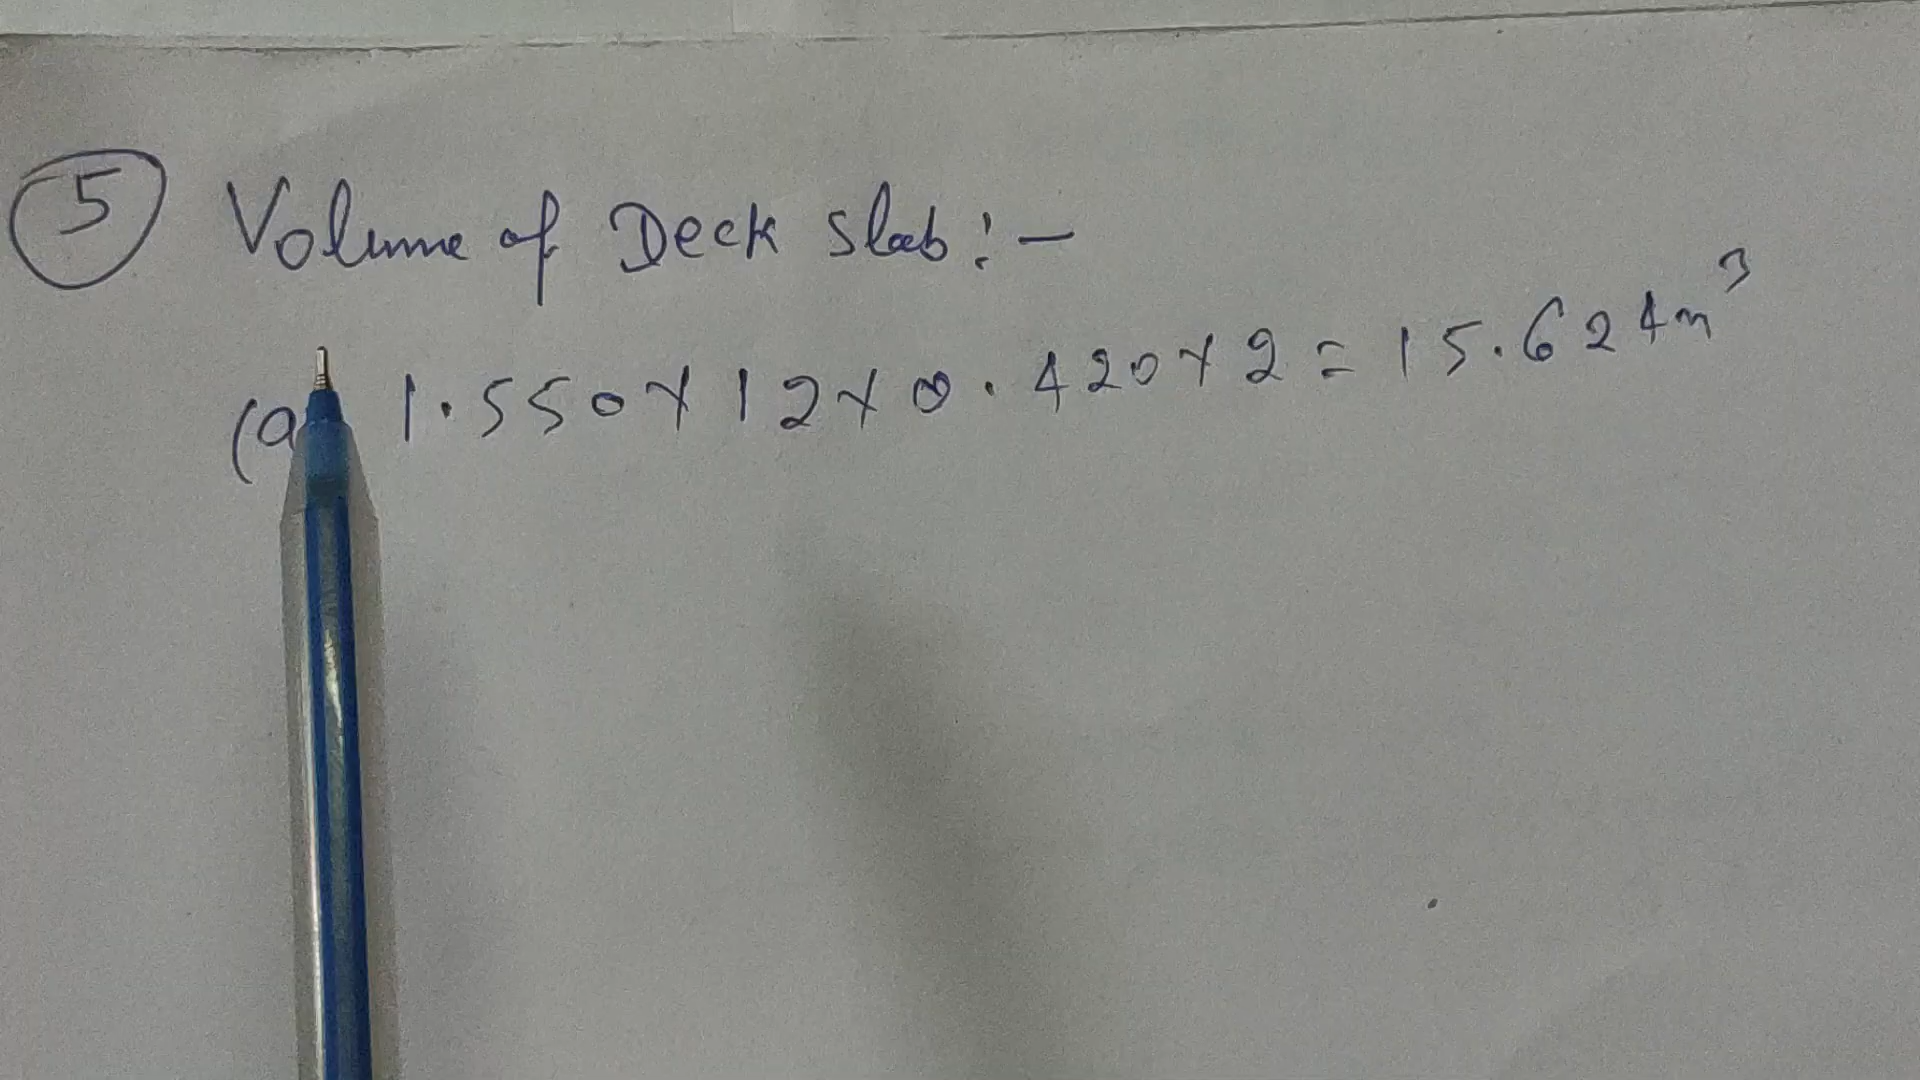 5 Volume of Deck slab:-
(a 1.550 × 12 × 0.420 × 2 = 15.624m³